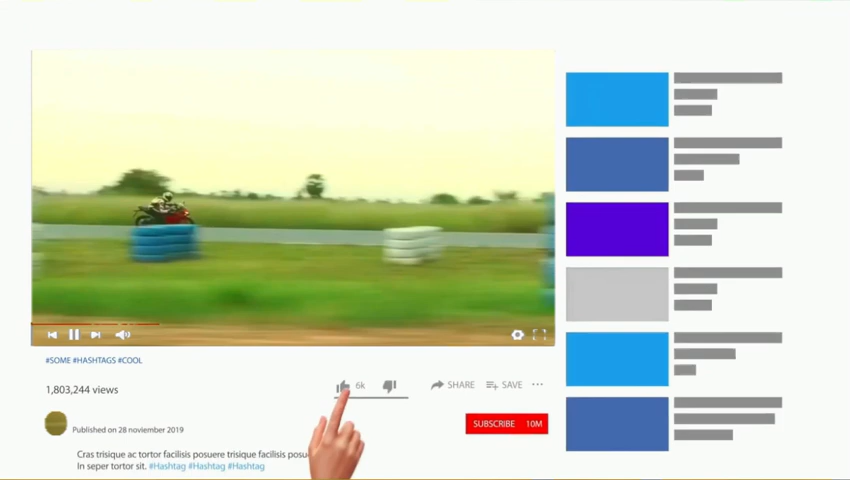 #SOME #HASHTAGS #COOL
1,803,244 views
6k
SHARE
SAVE
SUBSCRIBE 10M
Published on 28 noviember 2019
Cras trisique ac tortor facilisis posuere trisique facilisis posu
In seper tortor sit. #Hashtag #Hashtag #Hashtag